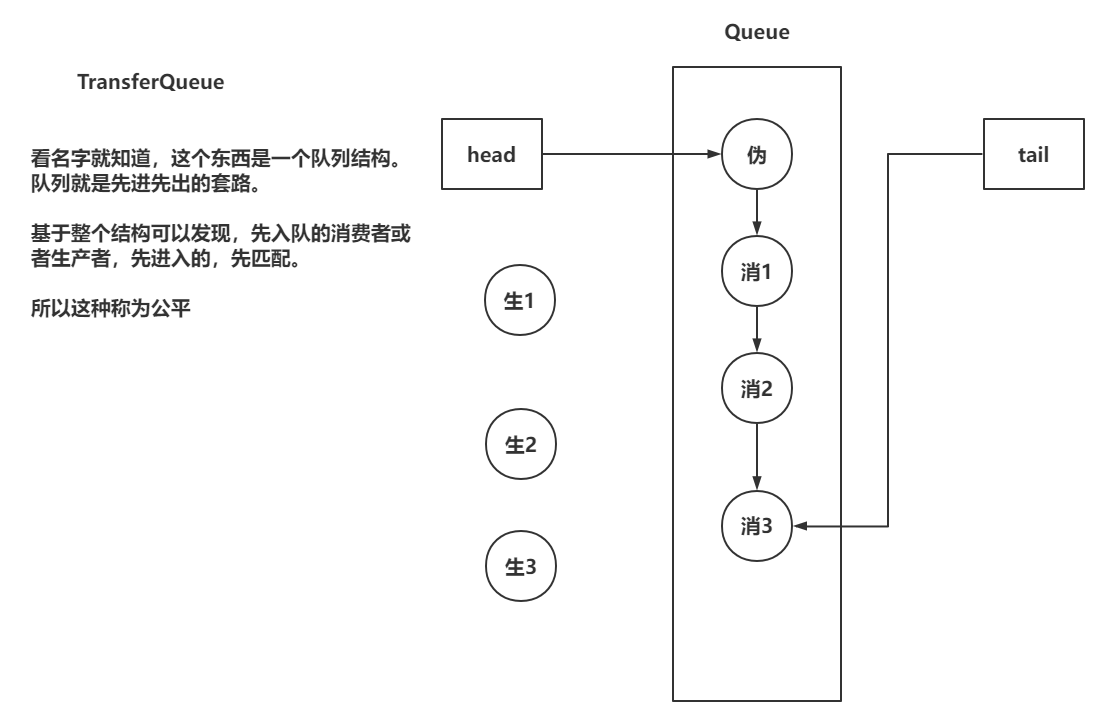 Queue
TransferQueue
看名字就知道，这个东西是一个队列结构。
队列就是先进先出的套路。
基于整个结构可以发现，先入队的消费者或
者生产者，先进入的，先匹配。
所以这种称为公平
head
伪
tail
消1
生1
消2
生2
消3
生3